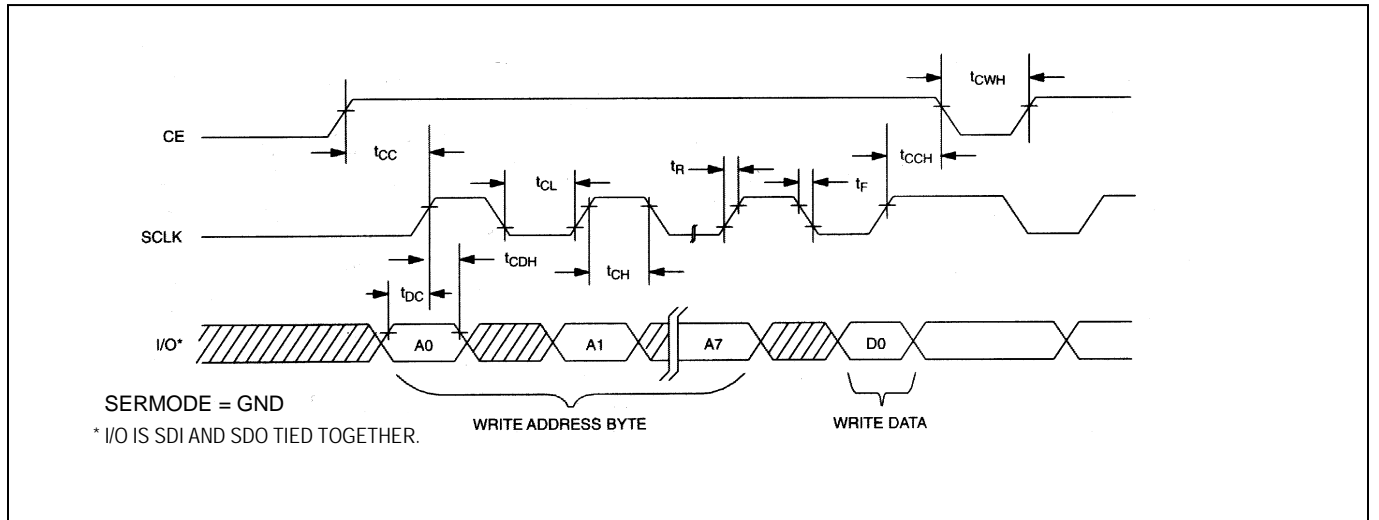 tCWH
CE
tCC
tCCH
tCL
tR
tF
SCLK
tCDH
tCH
tDC
I/O*
A0
A1
A7
D0
SERMODE = GND
WRITE ADDRESS BYTE
WRITE DATA
* I/O IS SDI AND SDO TIED TOGETHER.